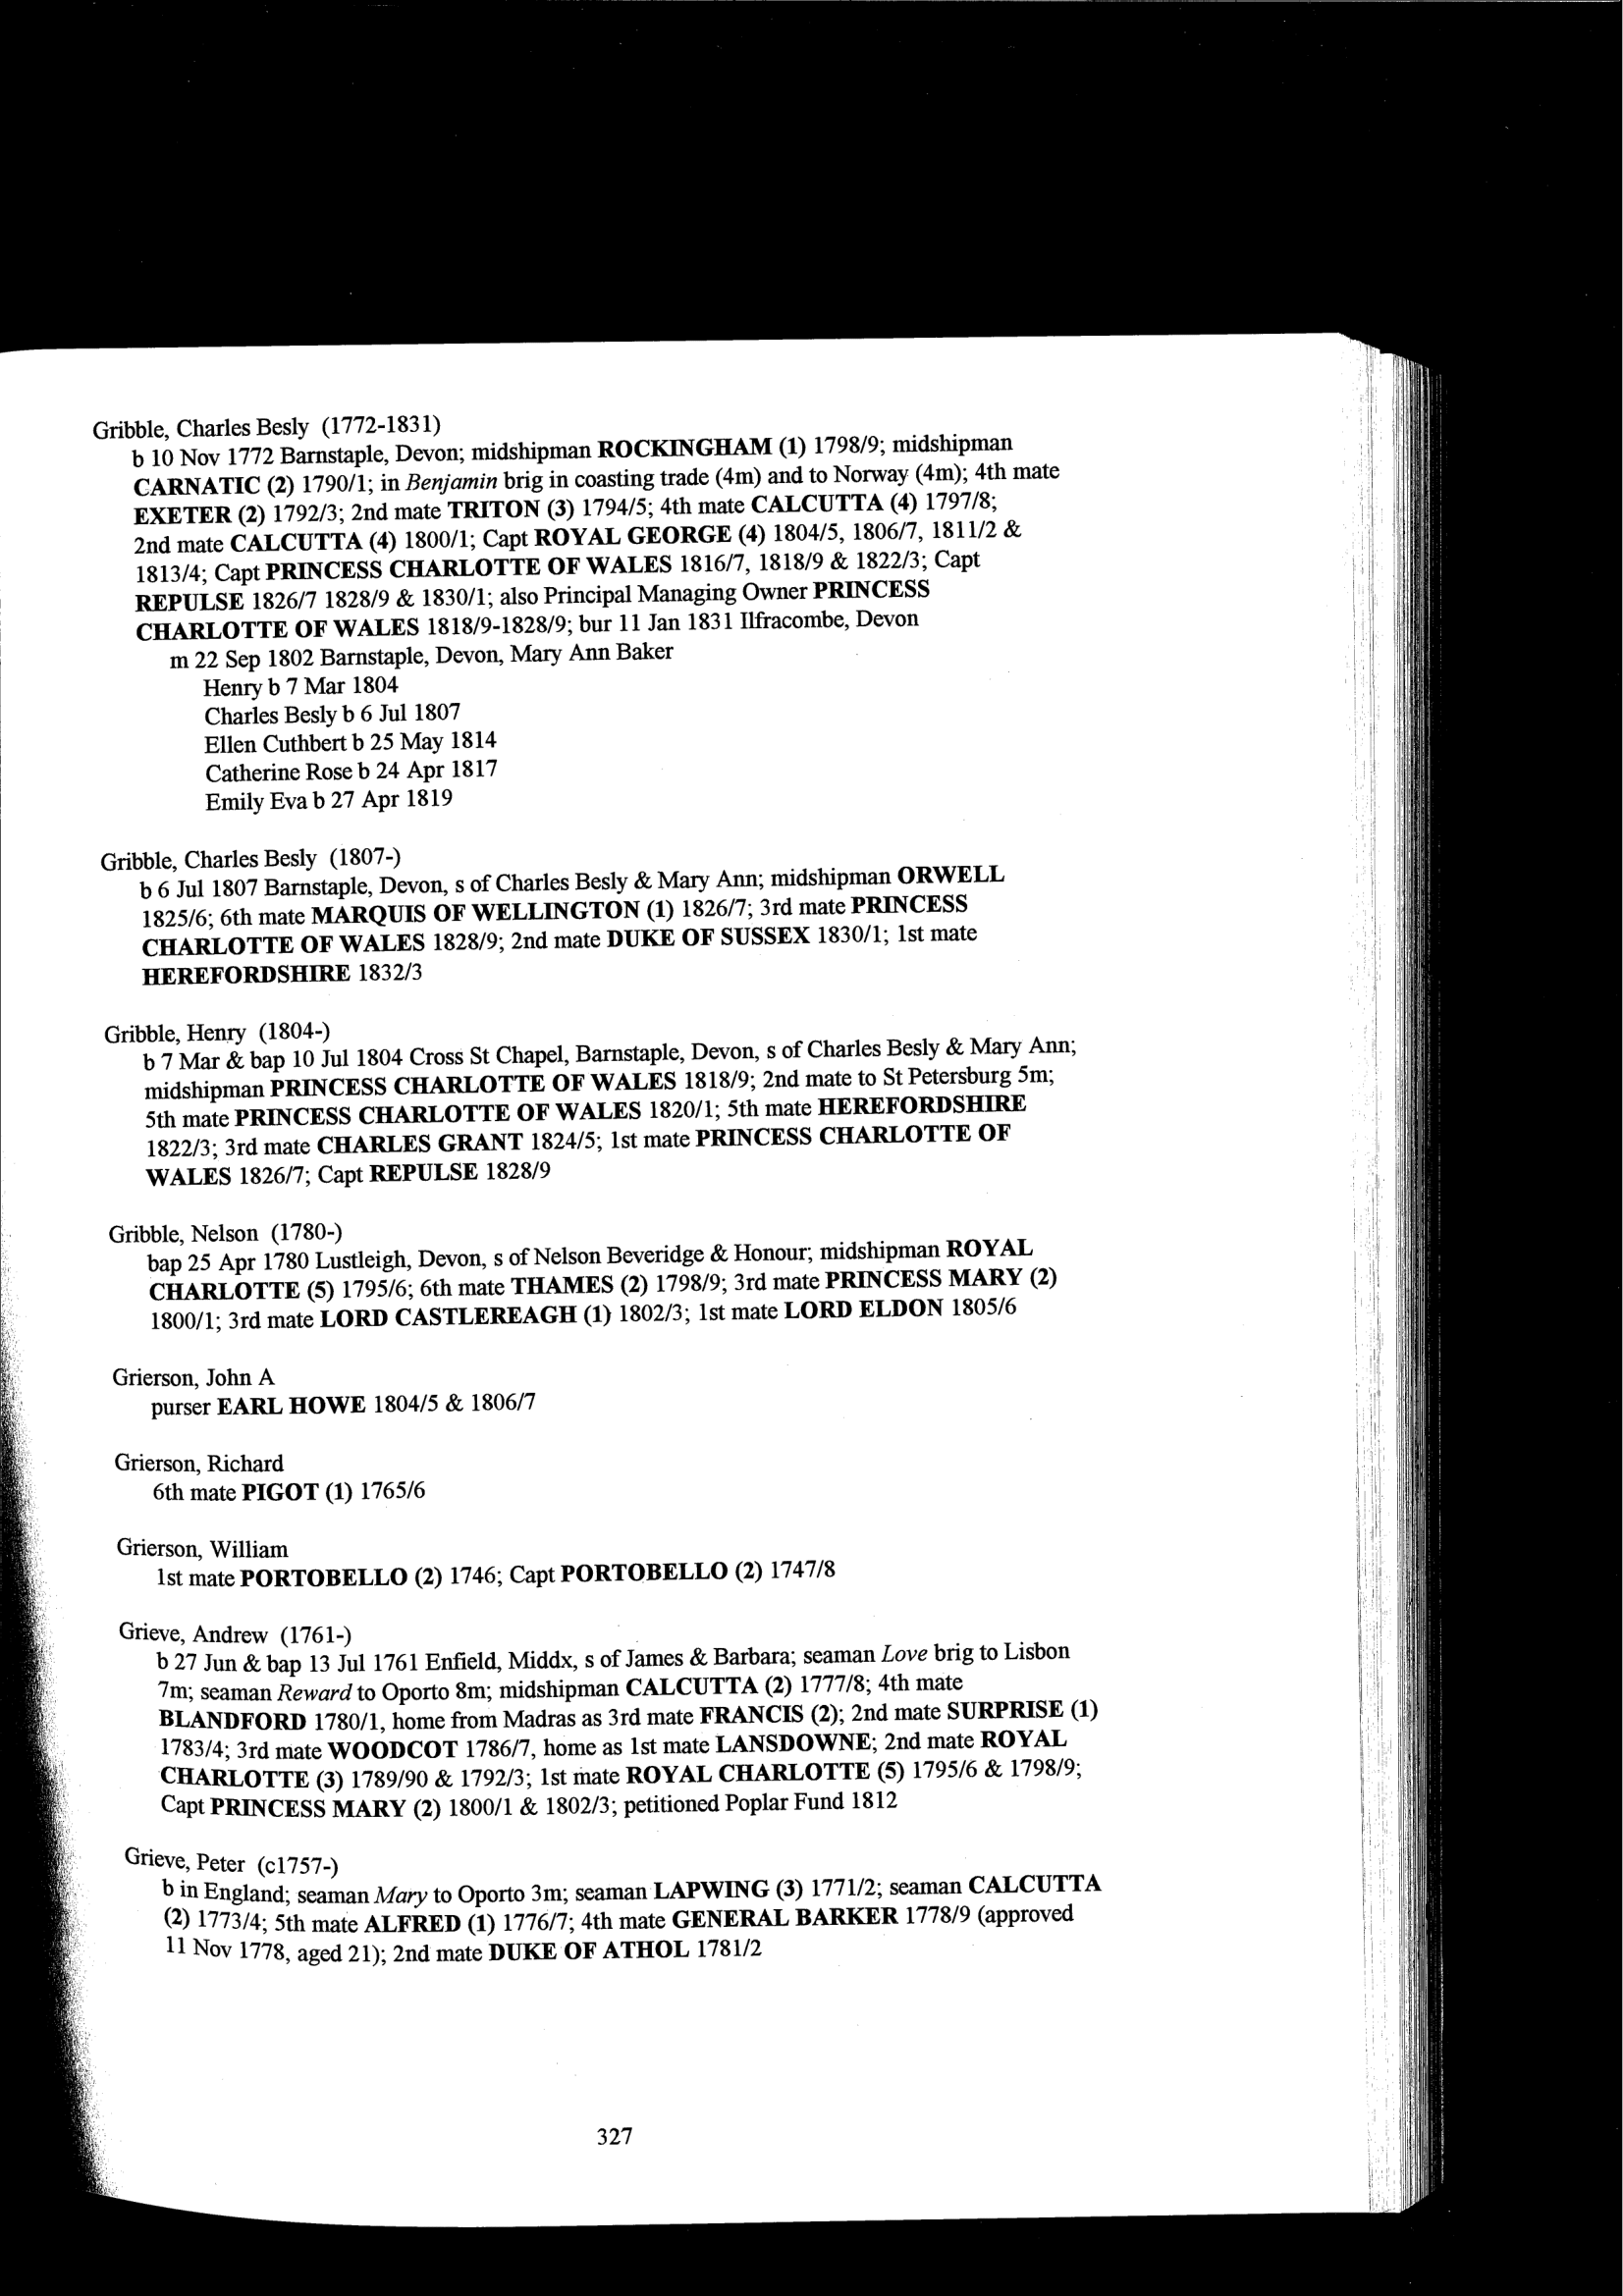 Gribble, Charles Besly (1772-1831)
b 10 Nov 1772 Barnstaple, Devon; midshipman ROCKINGHAM (1) 1798/9; midshipman
CARNATIC (2) 1790/1; in Benjamin brig in coasting trade (4m) and to Norway (4m); 4th mate
EXETER (2) 1792/3; 2nd mate TRITON (3) 1794/5; 4th mate CALCUTTA (4) 1797/8;
2nd mate CALCUTTA (4) 1800/1; Capt ROYAL GEORGE (4) 1804/5, 1806/7, 1811/2 &
1813/4; Capt PRINCESS CHARLOTTE OF WALES 1816/7, 1818/9 & 1822/3; Capt
REPULSE 1826/7 1828/9 & 1830/1; also Principal Managing Owner PRINCESS
CHARLOTTE OF WALES 1818/9-1828/9; bur 11 Jan 1831 Ilfracombe, Devon
m 22 Sep 1802 Barnstaple, Devon, Mary Ann Baker
Henry b 7 Mar 1804
Charles Besly b 6 Jul 1807
Ellen Cuthbert b 25 May 1814
Catherine Rose b 24 Apr 1817
Emily Eva b 27 Apr 1819
Gribble, Charles Besly (1807-)
b 6 Jul 1807 Barnstaple, Devon, s of Charles Besly & Mary Ann; midshipman ORWELL
1825/6; 6th mate MARQUIS OF WELLINGTON (1) 1826/7; 3rd mate PRINCESS
CHARLOTTE OF WALES 1828/9; 2nd mate DUKE OF SUSSEX 1830/1; 1st mate
HEREFORDSHIRE 1832/3
Gribble, Henry (1804-)
b 7 Mar & bap 10 Jul 1804 Cross St Chapel, Barnstaple, Devon, s of Charles Besly & Mary Ann;
midshipman PRINCESS CHARLOTTE OF WALES 1818/9; 2nd mate to St Petersburg 5m;
5th mate PRINCESS CHARLOTTE OF WALES 1820/1; 5th mate HEREFORDSHIRE
1822/3; 3rd mate CHARLES GRANT 1824/5; 1st mate PRINCESS CHARLOTTE OF
WALES 1826/7; Capt REPULSE 1828/9
Gribble, Nelson (1780-)
bap 25 Apr 1780 Lustleigh, Devon, s of Nelson Beveridge & Honour; midshipman ROYAL
CHARLOTTE (5) 1795/6; 6th mate THAMES (2) 1798/9; 3rd mate PRINCESS MARY (2)
1800/1; 3rd mate LORD CASTLEREAGH (1) 1802/3; 1st mate LORD ELDON 1805/6
Grierson, John A
purser EARL HOWE 1804/5 & 1806/7
Grierson, Richard
6th mate PIGOT (1) 1765/6
Grierson, William
1st mate PORTOBELLO (2) 1746; Capt PORTOBELLO (2) 1747/8
Grieve, Andrew (1761-)
b 27 Jun & bap 13 Jul 1761 Enfield, Middx, s of James & Barbara; seaman Love brig to Lisbon
7m; seaman Reward to Oporto 8m; midshipman CALCUTTA (2) 1777/8; 4th mate
BLANDFORD 1780/1, home from Madras as 3rd mate FRANCIS (2); 2nd mate SURPRISE (1)
1783/4; 3rd mate WOODCOT 1786/7, home as 1st mate LANSDOWNE; 2nd mate ROYAL
CHARLOTTE (3) 1789/90 & 1792/3; 1st mate ROYAL CHARLOTTE (5) 1795/6 & 1798/9;
Capt PRINCESS MARY (2) 1800/1 & 1802/3; petitioned Poplar Fund 1812
Grieve, Peter (c1757-)
b in England; seaman Mary to Oporto 3m; seaman LAPWING (3) 1771/2; seaman CALCUTTA
(2) 1773/4; 5th mate ALFRED (1) 1776/7; 4th mate GENERAL BARKER 1778/9 (approved
11 Nov 1778, aged 21); 2nd mate DUKE OF ATHOL 1781/2
327